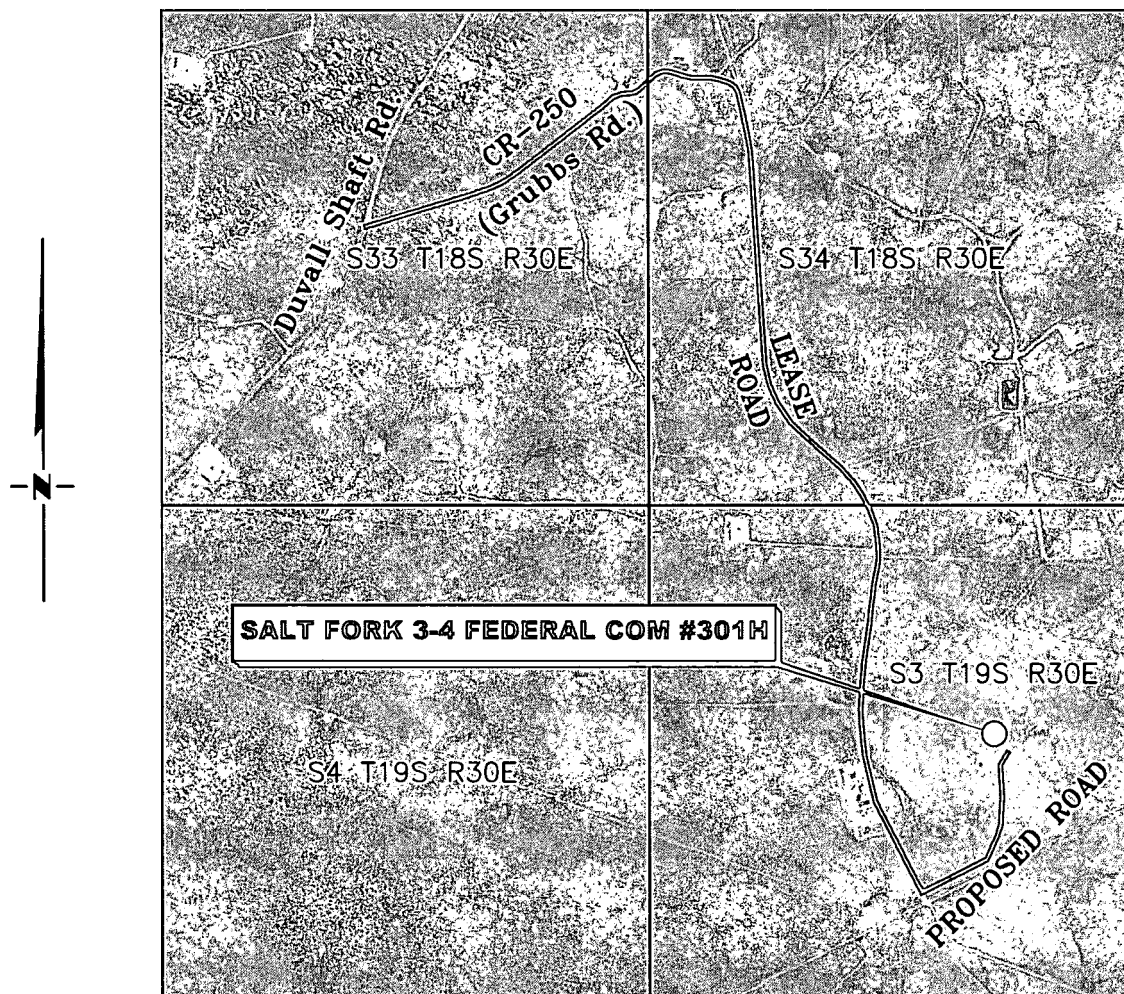 Duvall Shaft Rd.
CR-250
(Grubbs Rd.)
S33 T18S R30E
S34 T18S R30E
LEASE
ROAD
N
SALT FORK 3-4 FEDERAL COM #301H
S3 T19S R30E
S4 T19S R30E
PROPOSED ROAD